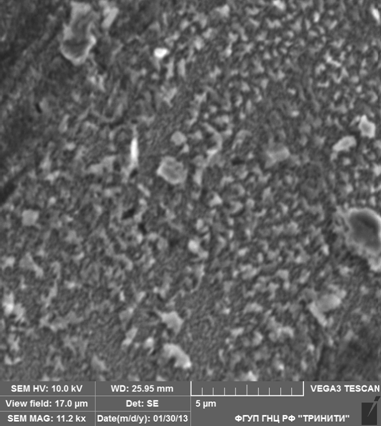 SEM HV: 10.0 kV WD: 25.95 mm VEGA3 TESCAN
View field: 17.0 µm Det: SE 5 µm
SEM MAG: 11.2 kx Date(m/d/y): 01/30/13 ФГУП ГНЦ РФ "ТРИНИТИ"